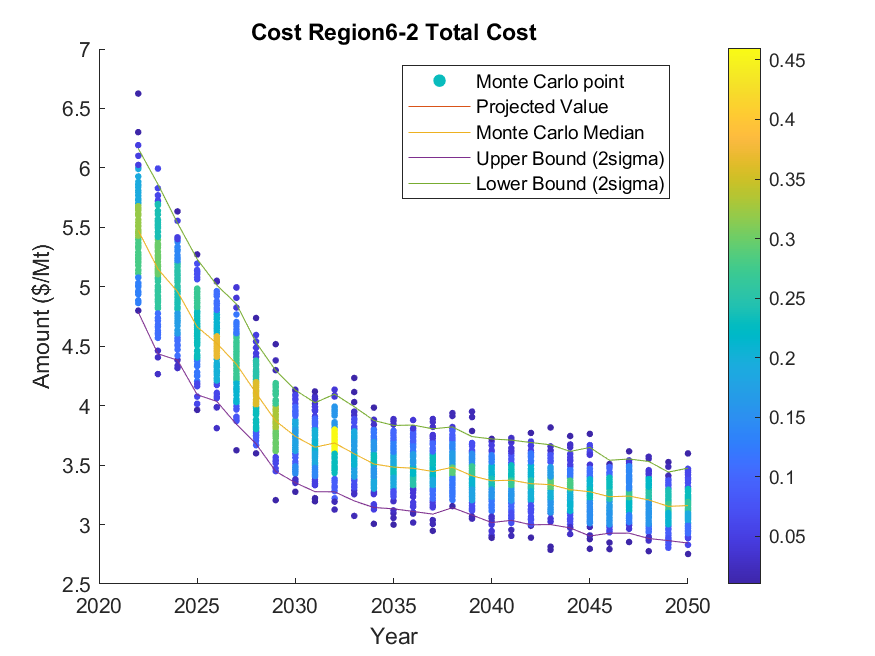 Cost Region6-2 Total Cost
7
6.5
6
5.5
5
4.5
4
3.5
3
2.5
Amount ($/Mt)
2020 2025 2030 2035 2040 2045 2050
Year
Monte Carlo point
Projected Value
Monte Carlo Median
Upper Bound (2sigma)
Lower Bound (2sigma)
0.45
0.4
0.35
0.3
0.25
0.2
0.15
0.1
0.05